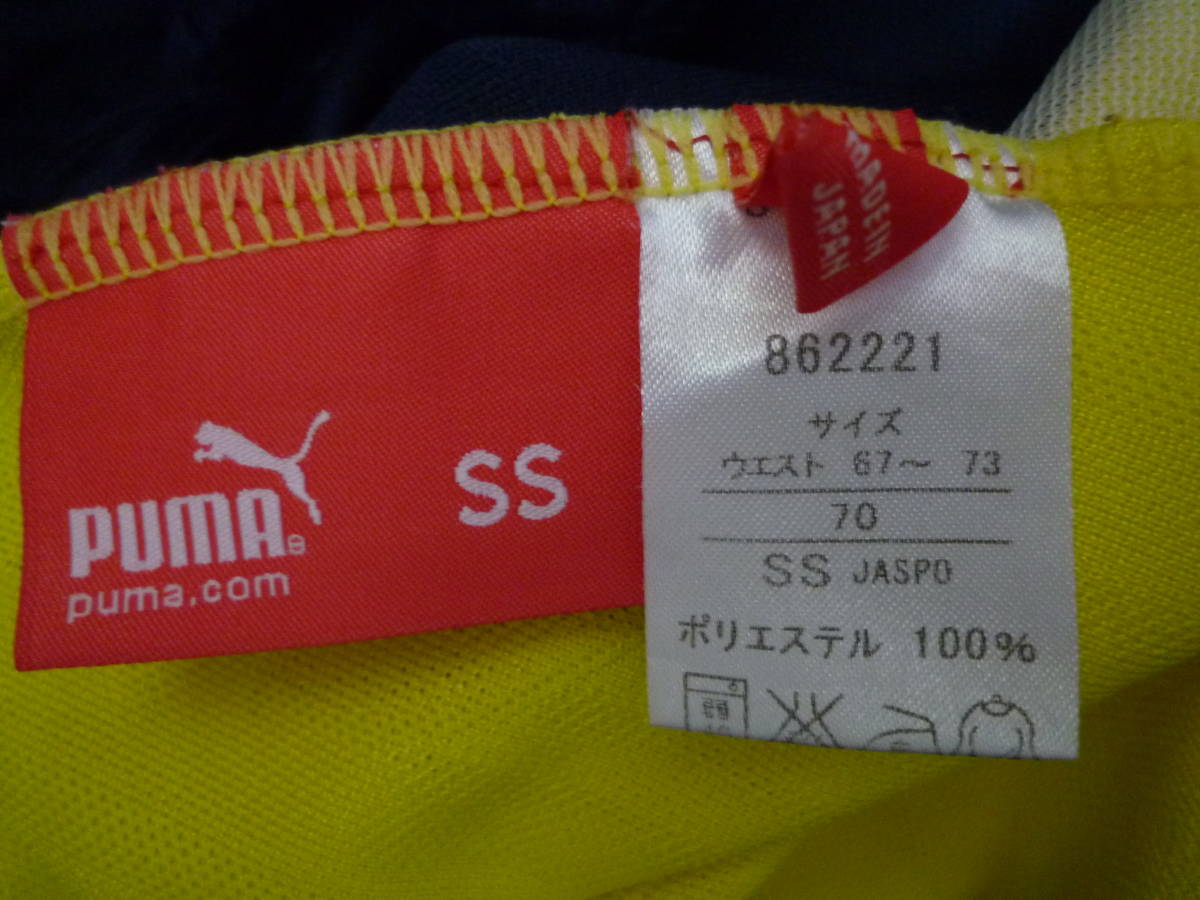 PUMA®
puma.com
SS
MADE IN
JAPAN
862221
サイズ
ウエスト 67〜 73
70
SS JASPO
ポリエステル 100%